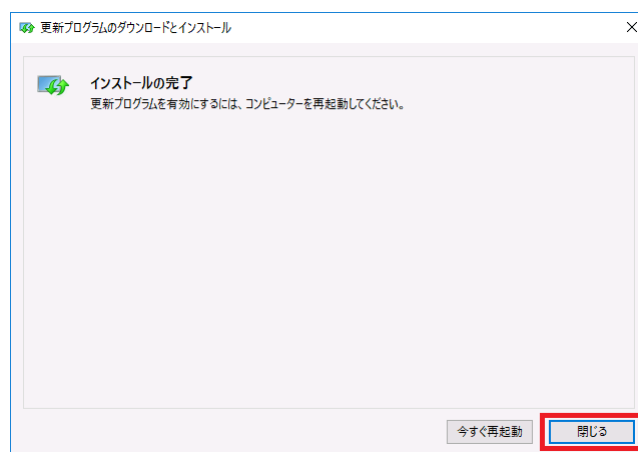 更新プログラムのダウンロードとインストール
インストールの完了
更新プログラムを有効にするには、コンピューターを再起動してください。
今すぐ再起動
閉じる